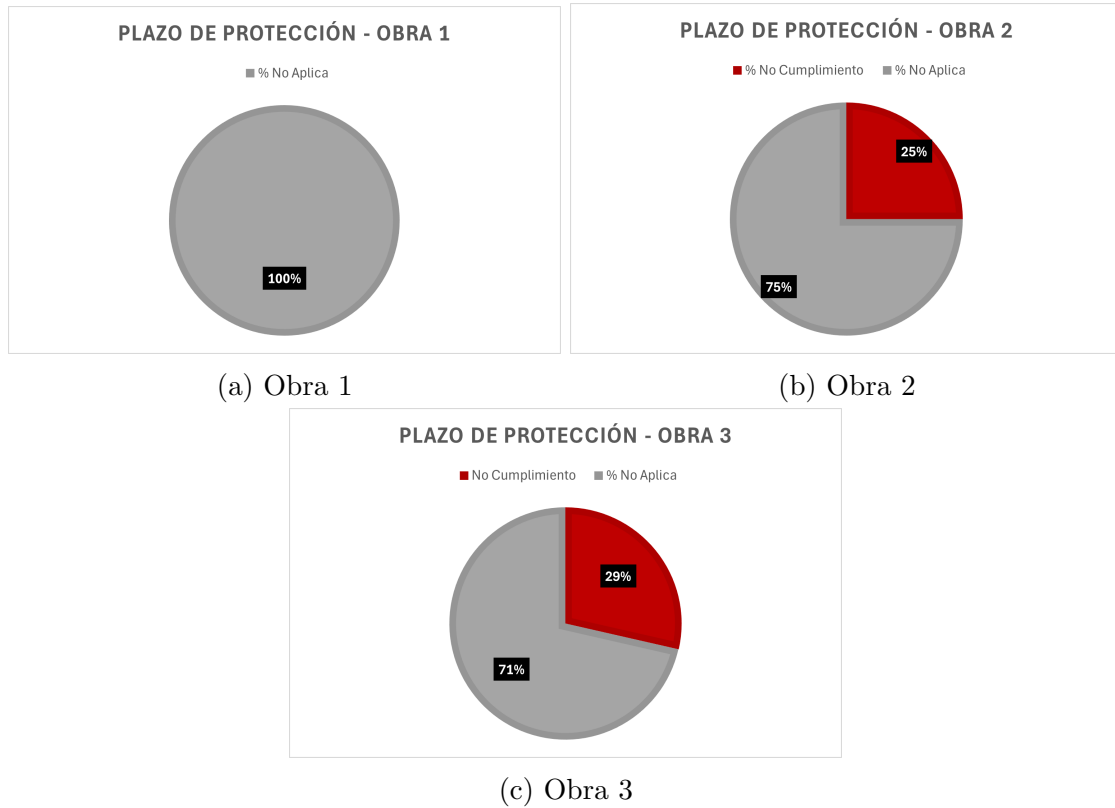 PLAZO DE PROTECCIÓN - OBRA 1
% No Aplica
100%
(a) Obra 1
PLAZO DE PROTECCIÓN - OBRA 2
% No Cumplimiento % No Aplica
25%
75%
(b) Obra 2
PLAZO DE PROTECCIÓN - OBRA 3
No Cumplimiento % No Aplica
29%
71%
(c) Obra 3